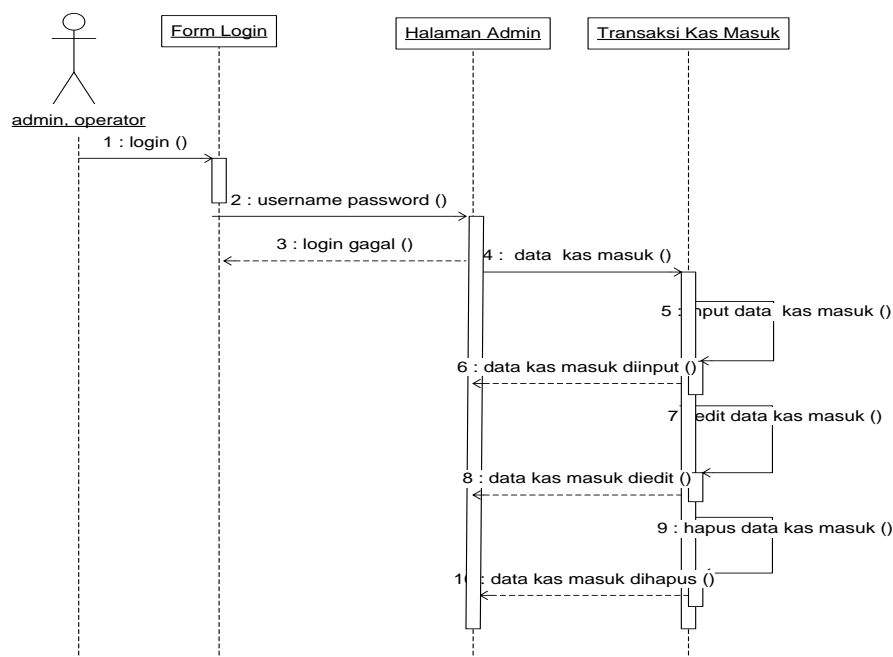 Form Login
Halaman Admin
Transaksi Kas Masuk
admin, operator
1 : login ()
2 : username password ()
3 : login gagal ()
4 : data kas masuk ()
5 : input data kas masuk ()
6 : data kas masuk diinput ()
7 : edit data kas masuk ()
8 : data kas masuk diedit ()
9 : hapus data kas masuk ()
10 : data kas masuk dihapus ()